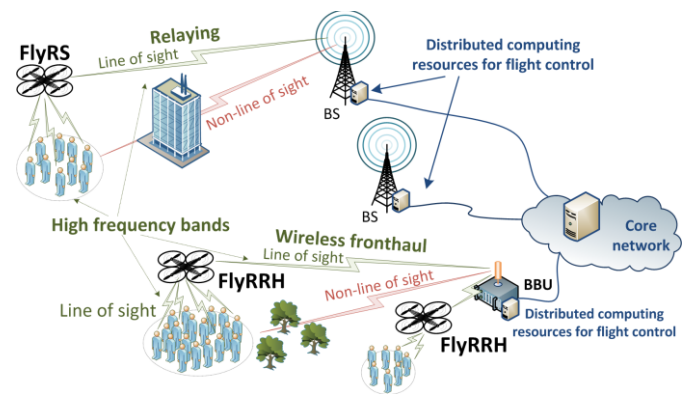 Relaying
FlyRS
Line of sight
Non-line of sight
BS
Distributed computing
resources for flight control
BS
High frequency bands
Core
network
Wireless fronthaul
Line of sight
FlyRRH
Non-line of sight
BBU
Line of sight
Distributed computing
resources for flight control
FlyRRH